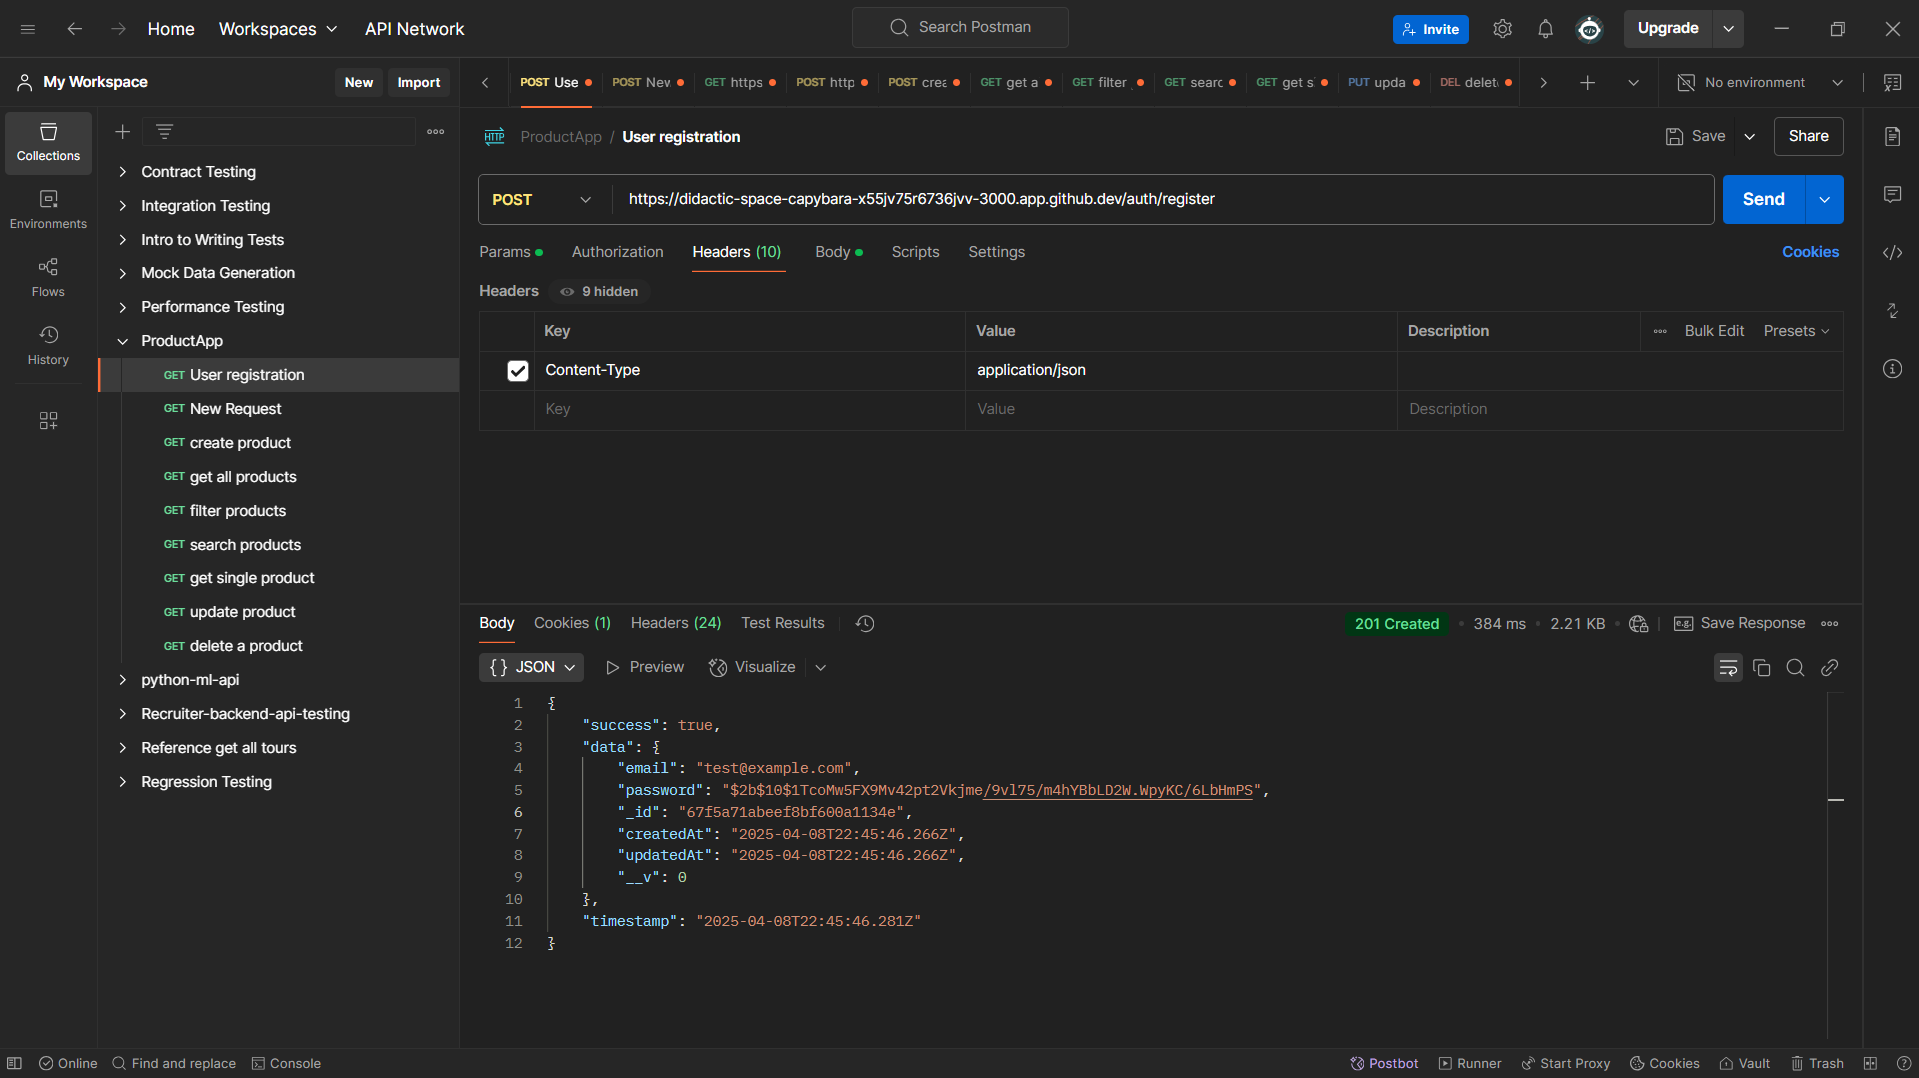 Home Workspaces API Network Search Postman Invite Upgrade
My Workspace New Import POST Use POST New GET https POST http POST crea GET get a GET filter GET searc GET get s PUT upda DEL delet No environment
Collections
Environments
Flows
History
Contract Testing
Integration Testing
Intro to Writing Tests
Mock Data Generation
Performance Testing
ProductApp
GET User registration
GET New Request
GET create product
GET get all products
GET filter products
GET search products
GET get single product
GET update product
GET delete a product
python-ml-api
Recruiter-backend-api-testing
Reference get all tours
Regression Testing
HTTP ProductApp / User registration Save Share
POST https://didactic-space-capybara-x55jv75r6736jvv-3000.app.github.dev/auth/register Send
Params Authorization Headers (10) Body Scripts Settings Cookies
Headers 9 hidden
Key Value Description Bulk Edit Presets
Content-Type application/json
Key Value Description
Body Cookies (1) Headers (24) Test Results 201 Created 384 ms 2.21 KB e.g. Save Response
{} JSON Preview Visualize
1 {
2 "success": true,
3 "data": {
4 "email": "test@example.com",
5 "password": "$2b$10$1TcoMw5FX9Mv42pt2Vkjme/9vl75/m4hYBbLD2W.WpyKC/6LbHmPS",
6 "_id": "67f5a71abeef8bf600a1134e",
7 "createdAt": "2025-04-08T22:45:46.266Z",
8 "updatedAt": "2025-04-08T22:45:46.266Z",
9 "__v": 0
10 },
11 "timestamp": "2025-04-08T22:45:46.281Z"
12 }
Online Find and replace Console Postbot Runner Start Proxy Cookies Vault Trash